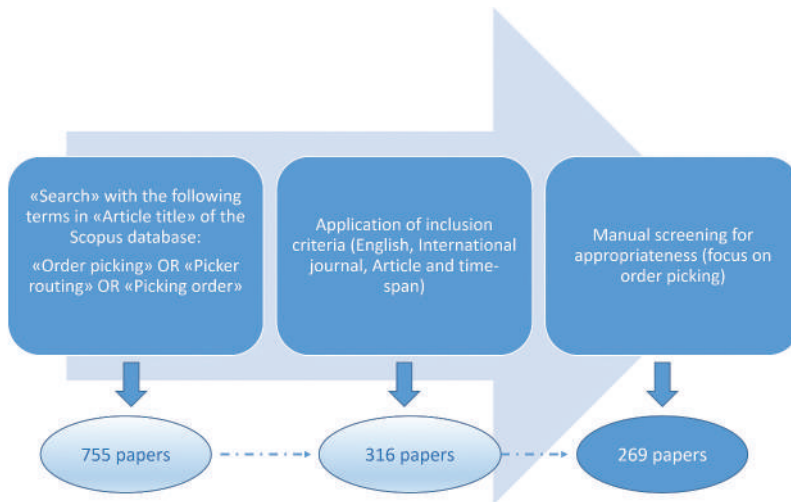 «Search» with the following
terms in «Article title» of the
Scopus database:
«Order picking» OR «Picker
routing» OR «Picking order»
Application of inclusion
criteria (English, International
journal, Article and time-
span)
Manual screening for
appropriateness (focus on
order picking)
755 papers
316 papers
269 papers